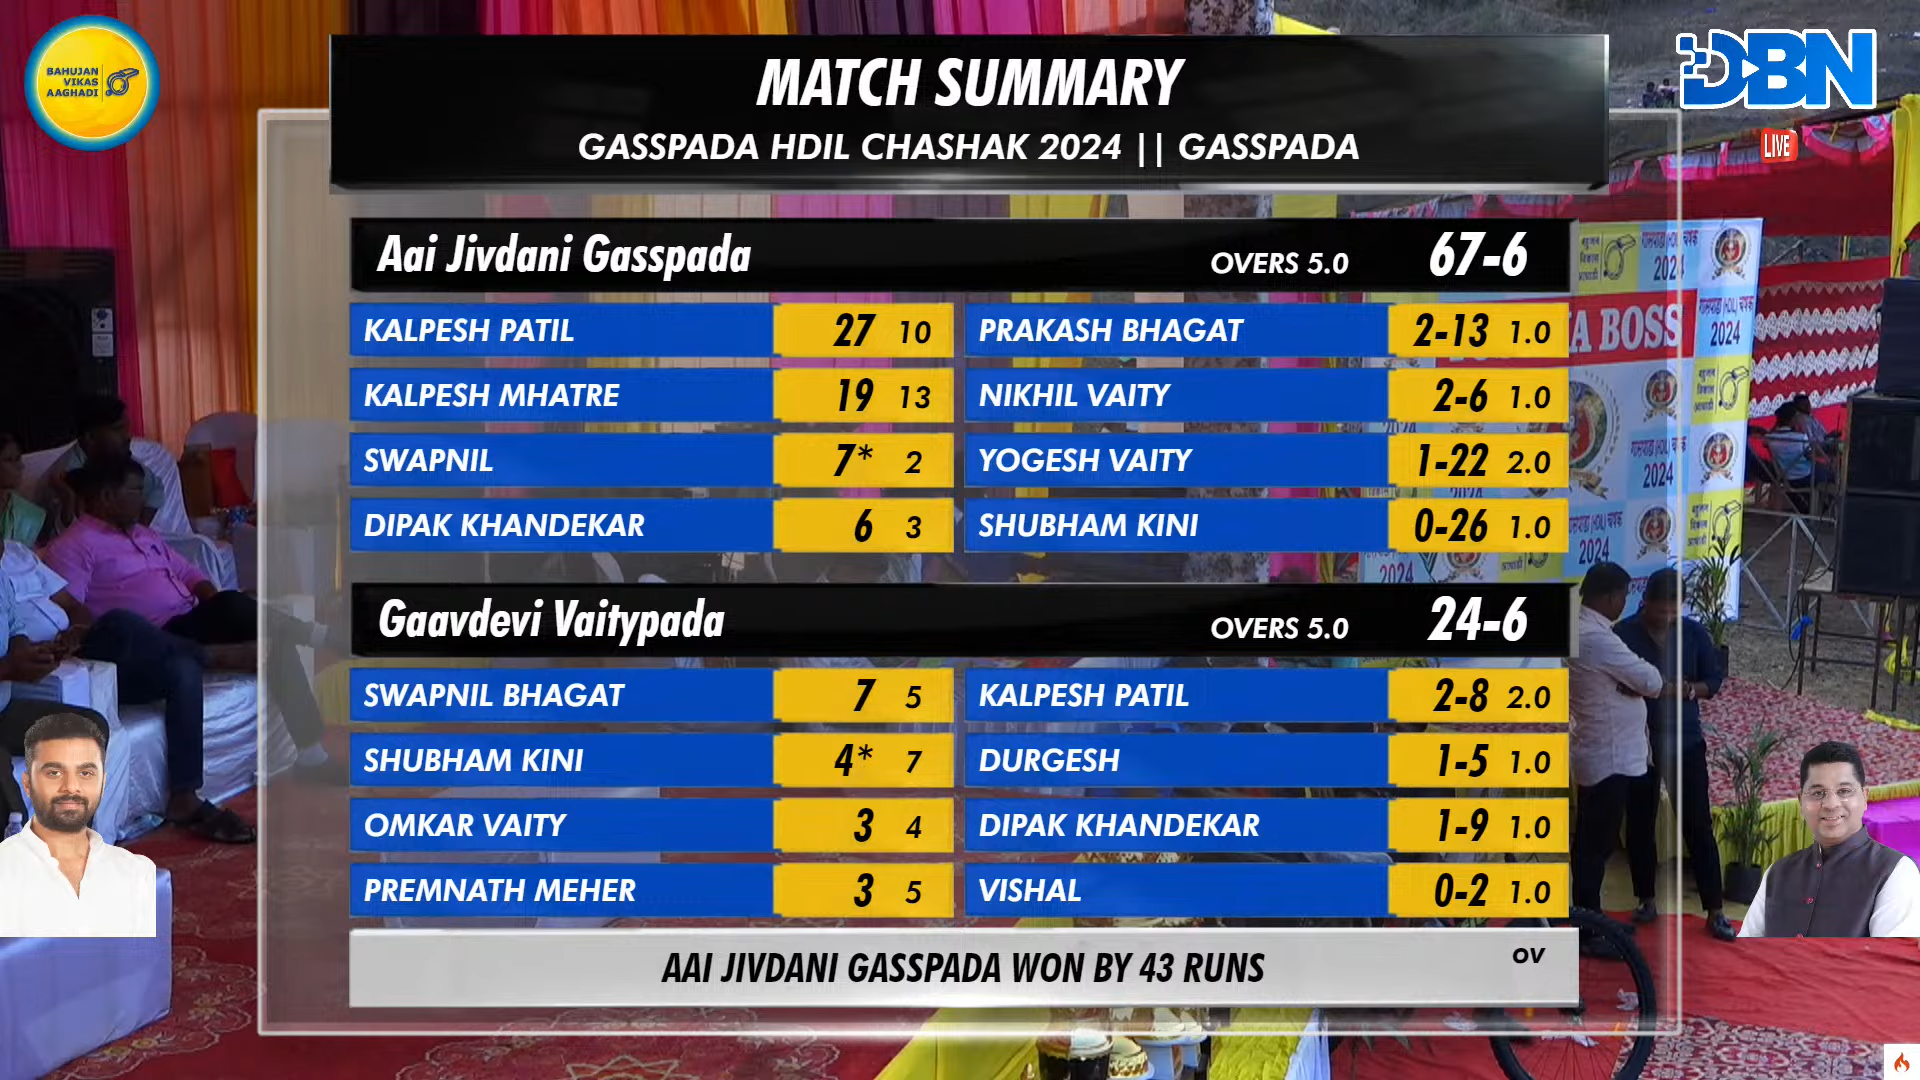 BAHUJAN
VIKAS
AAGHADI
DBN
LIVE
MATCH SUMMARY
GASSPADA HDIL CHASHAK 2024 || GASSPADA
Aai Jivdani Gasspada OVERS 5.0 67-6
KALPESH PATIL 27 10 PRAKASH BHAGAT 2-13 1.0
KALPESH MHATRE 19 13 NIKHIL VAITY 2-6 1.0
SWAPNIL 7* 2 YOGESH VAITY 1-22 2.0
DIPAK KHANDEKAR 6 3 SHUBHAM KINI 0-26 1.0
Gaavdevi Vaitypada OVERS 5.0 24-6
SWAPNIL BHAGAT 7 5 KALPESH PATIL 2-8 2.0
SHUBHAM KINI 4* 7 DURGESH 1-5 1.0
OMKAR VAITY 3 4 DIPAK KHANDEKAR 1-9 1.0
PREMNATH MEHER 3 5 VISHAL 0-2 1.0
AAI JIVDANI GASSPADA WON BY 43 RUNS OV
BOSS
2024
2024
2024
2024
2024